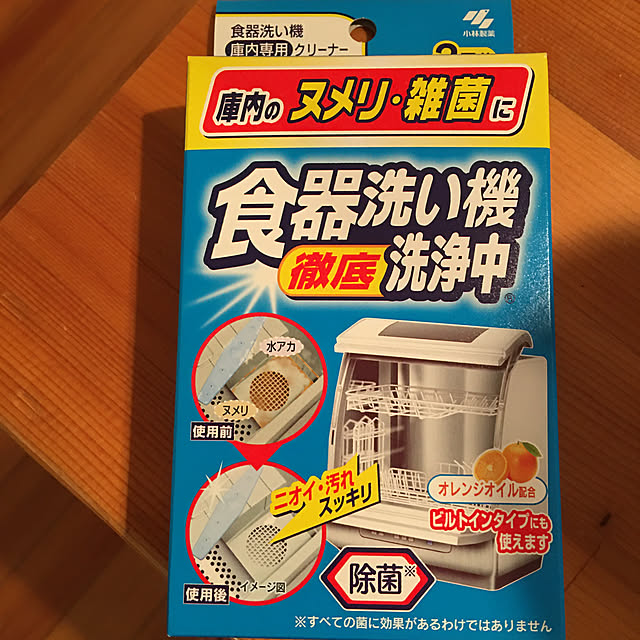 食器洗い機
庫内専用クリーナー
小林製薬
庫内の ヌメリ・雑菌に
食器洗い機
徹底洗浄中
水アカ
ヌメリ
使用前
ニオイ・汚れ
スッキリ
使用後
イメージ図
オレンジオイル配合
ビルトインタイプにも
使えます
除菌※
※すべての菌に効果があるわけではありません